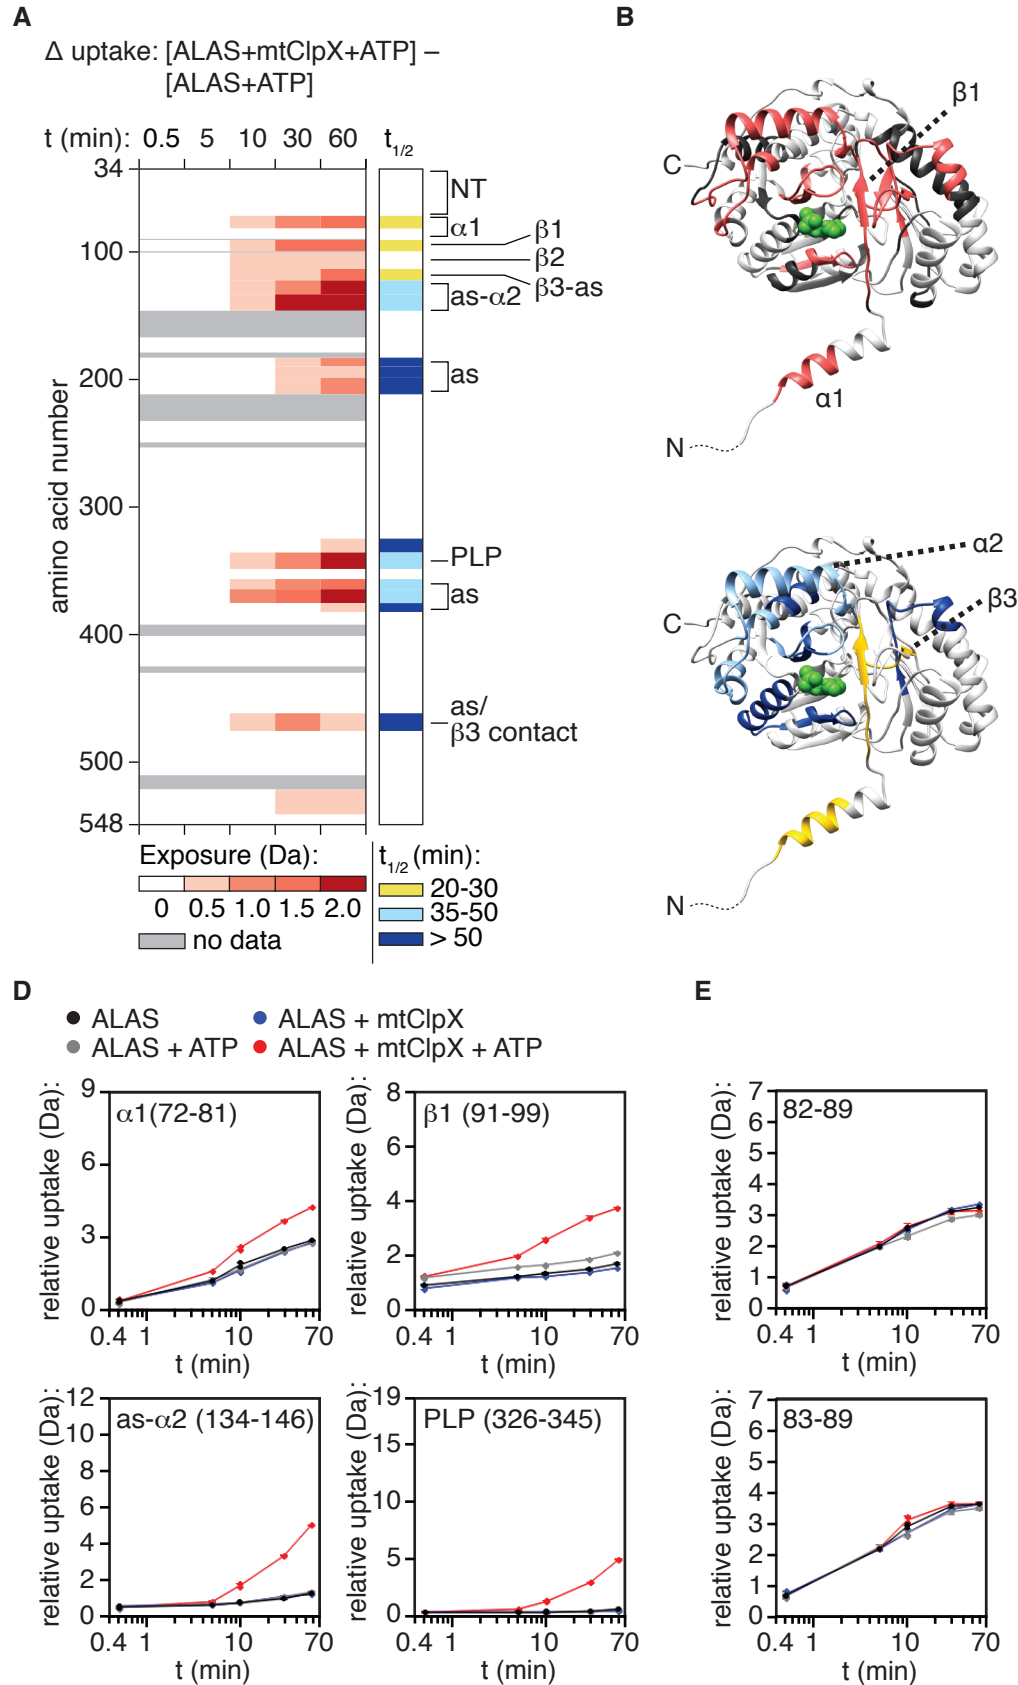 A
Δ uptake: [ALAS+mtClpX+ATP] –
[ALAS+ATP]
t (min): 0.5 5 10 30 60 t1/2
34
100
200
300
400
500
548
amino acid number
NT
α1
β1
β2
β3-as
as-α2
as
PLP
as
as/
β3 contact
Exposure (Da):
0 0.5 1.0 1.5 2.0
no data
t1/2 (min):
20-30
35-50
> 50
B
β1
C
α1
N
α2
β3
C
N
D
ALAS
ALAS + mtClpX
ALAS + ATP
ALAS + mtClpX + ATP
relative uptake (Da):
9
6
3
0
α1(72-81)
0.4 1 10 70
t (min)
relative uptake (Da):
8
6
4
2
0
β1 (91-99)
0.4 1 10 70
t (min)
relative uptake (Da):
12
10
8
6
4
2
0
as-α2 (134-146)
0.4 1 10 70
t (min)
relative uptake (Da):
19
15
10
5
0
PLP (326-345)
0.4 1 10 70
t (min)
E
relative uptake (Da):
7
6
5
4
3
2
1
0
82-89
0.4 1 10 70
t (min)
relative uptake (Da):
7
6
5
4
3
2
1
0
83-89
0.4 1 10 70
t (min)